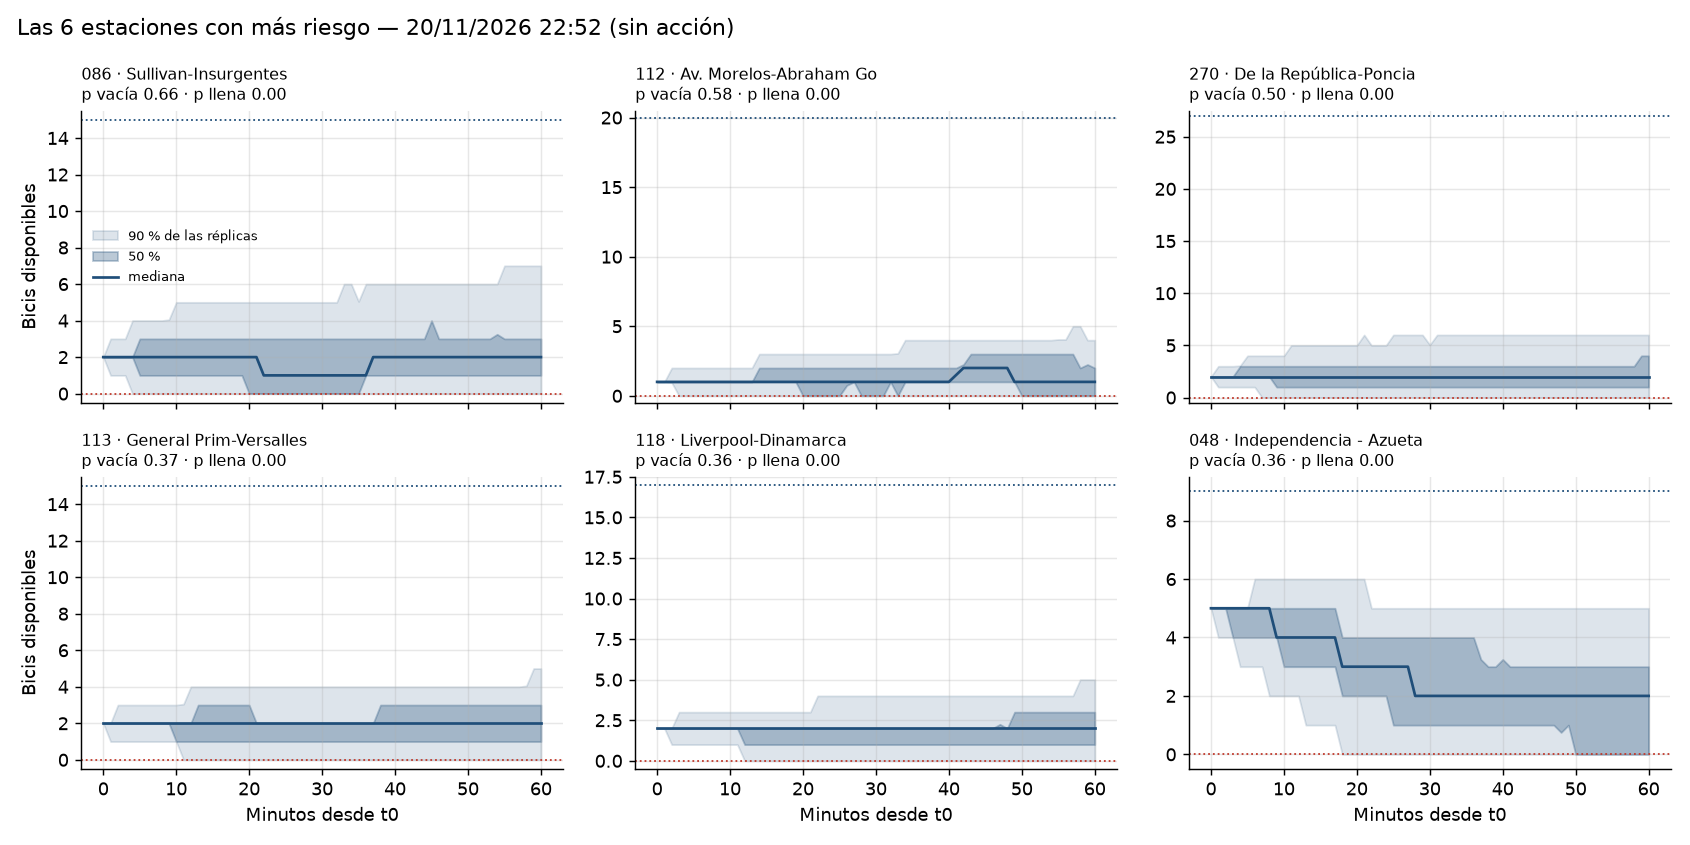 Las 6 estaciones con más riesgo — 20/11/2026 22:52 (sin acción)
086 · Sullivan-Insurgentes
p vacía 0.66 · p llena 0.00
14
12
10
8
6
4
2
0
Bicis disponibles
90 % de las réplicas
50 %
mediana
112 · Av. Morelos-Abraham Go
p vacía 0.58 · p llena 0.00
20
15
10
5
0
270 · De la República-Poncia
p vacía 0.50 · p llena 0.00
25
20
15
10
5
0
113 · General Prim-Versalles
p vacía 0.37 · p llena 0.00
14
12
10
8
6
4
2
0
Bicis disponibles
0 10 20 30 40 50 60
Minutos desde t0
118 · Liverpool-Dinamarca
p vacía 0.36 · p llena 0.00
17.5
15.0
12.5
10.0
7.5
5.0
2.5
0.0
0 10 20 30 40 50 60
Minutos desde t0
048 · Independencia - Azueta
p vacía 0.36 · p llena 0.00
8
6
4
2
0
0 10 20 30 40 50 60
Minutos desde t0